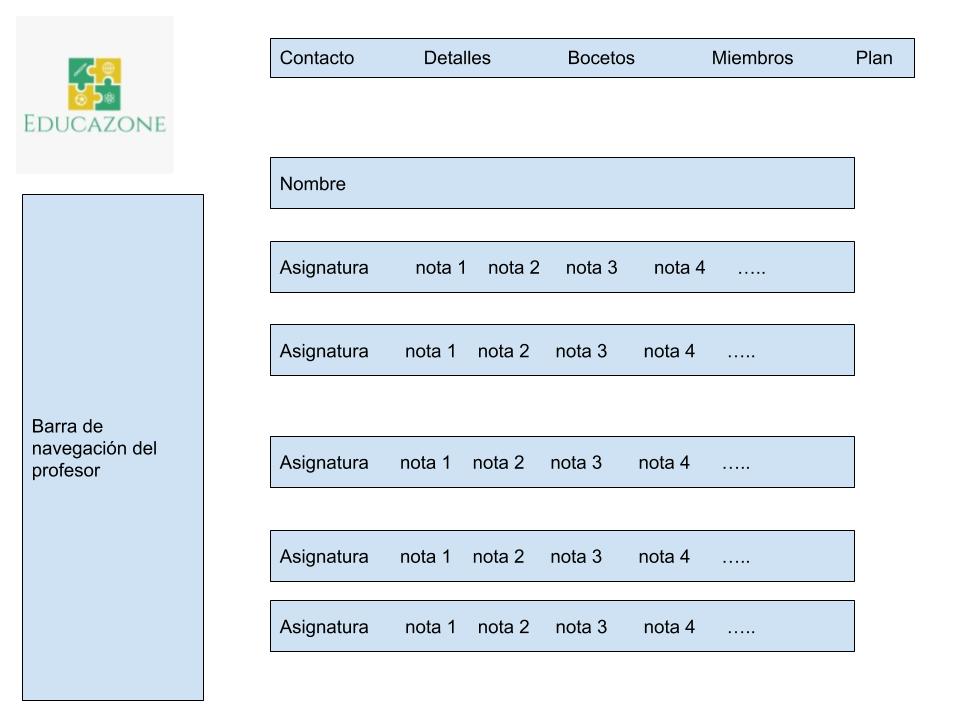 EDUCAZONE
Contacto Detalles Bocetos Miembros Plan
Nombre
Asignatura nota 1 nota 2 nota 3 nota 4 …..
Asignatura nota 1 nota 2 nota 3 nota 4 …..
Barra de
navegación del
profesor
Asignatura nota 1 nota 2 nota 3 nota 4 …..
Asignatura nota 1 nota 2 nota 3 nota 4 …..
Asignatura nota 1 nota 2 nota 3 nota 4 …..